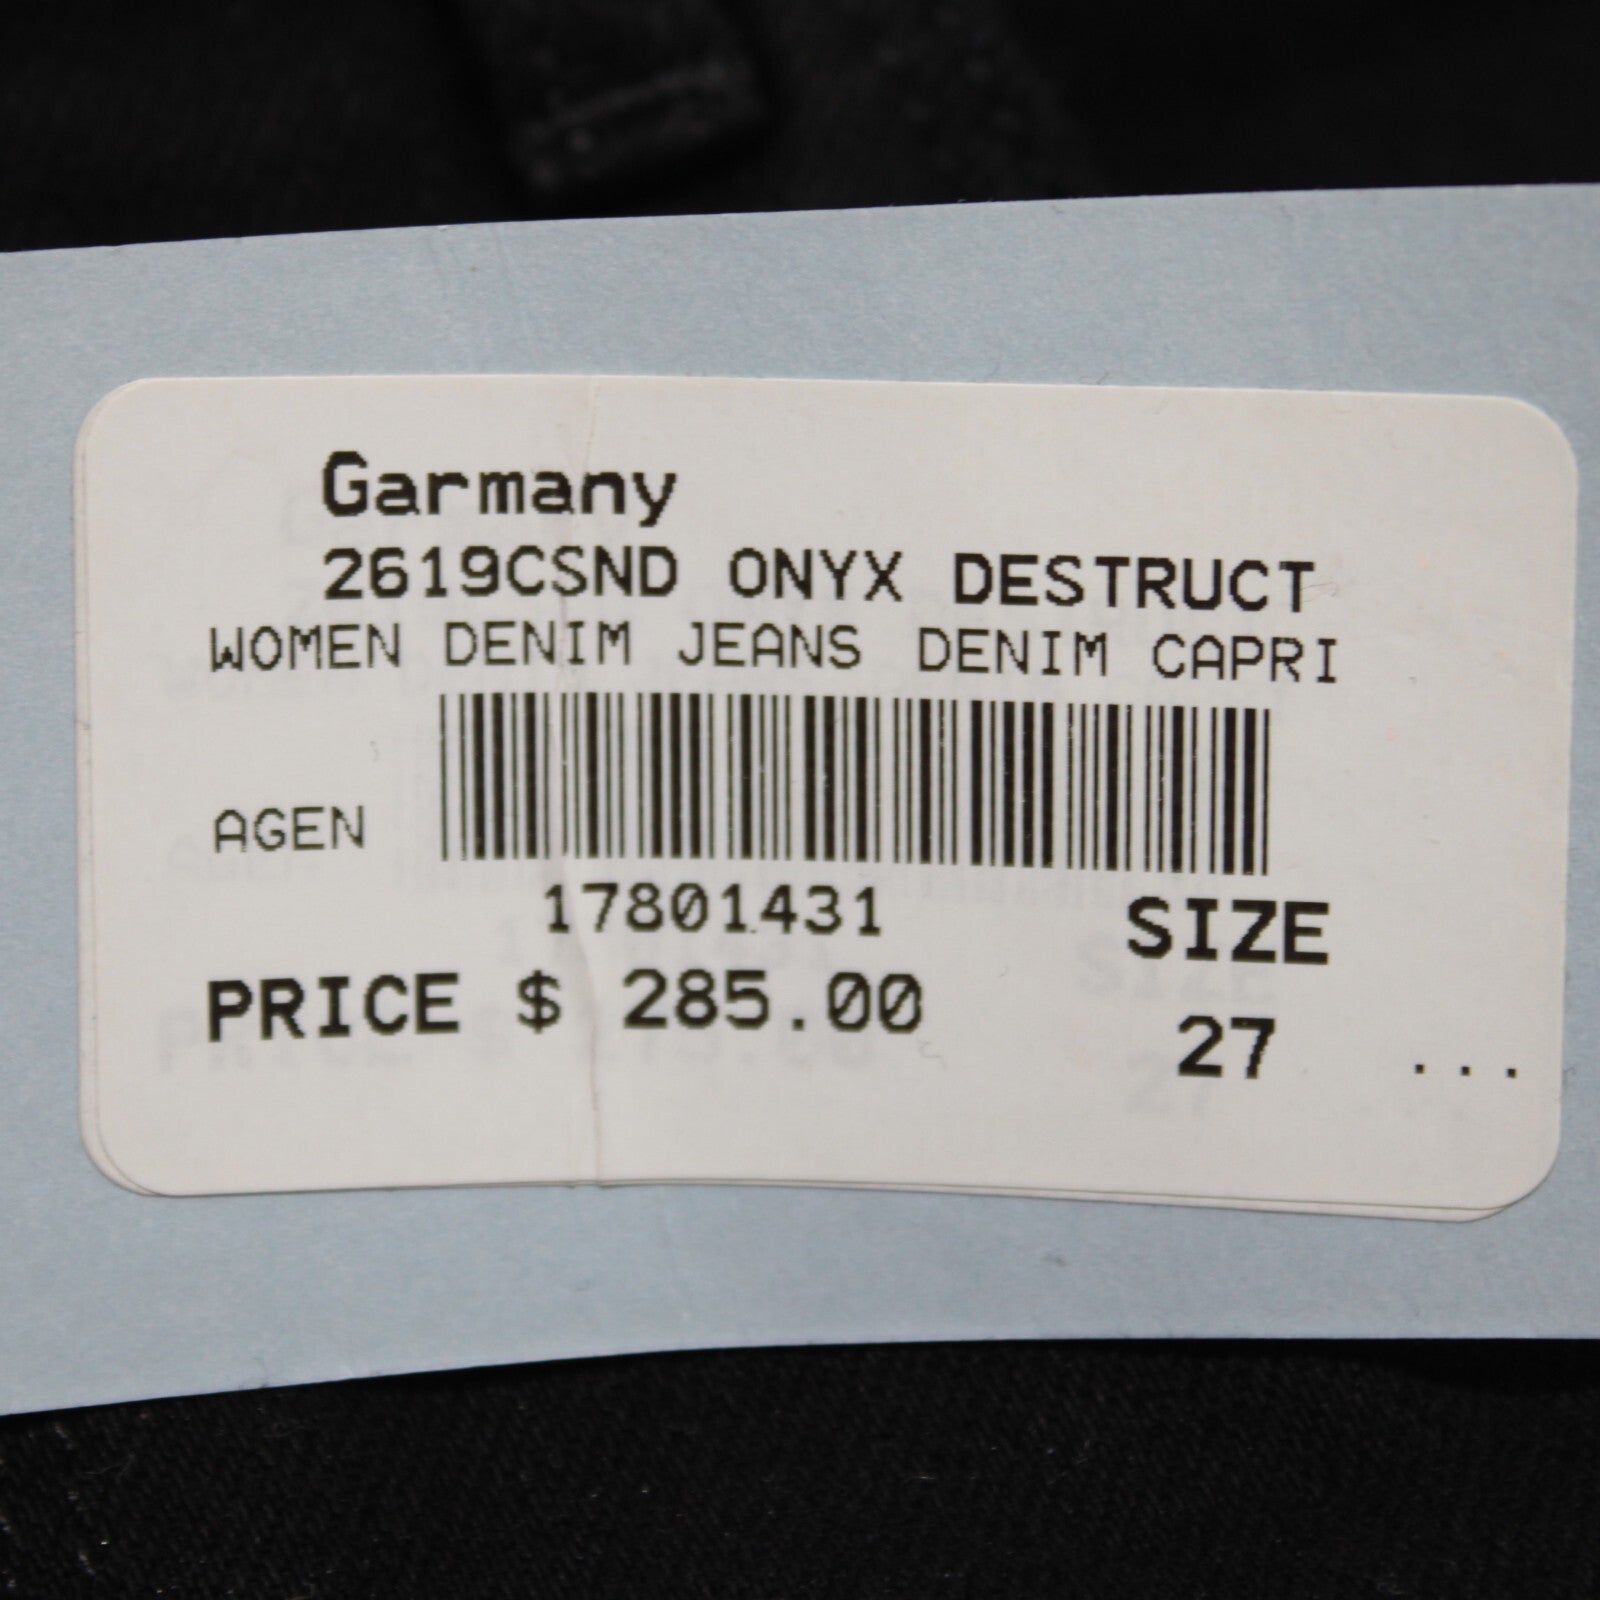 Garmany
2619CSND ONYX DESTRUCT
WOMEN DENIM JEANS DENIM CAPRI
AGEN
17801431
SIZE
PRICE $ 285.00
27 ...